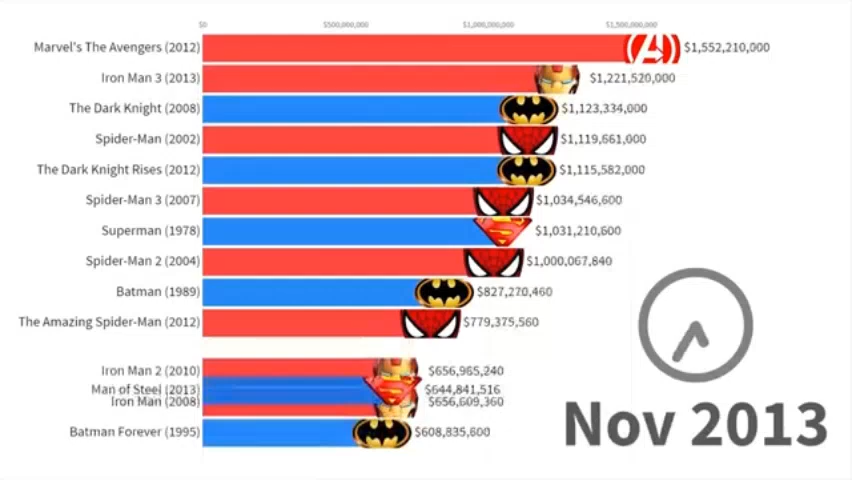 $0 $500,000,000 $1,000,000,000 $1,500,000,000
Marvel's The Avengers (2012) $1,552,210,000
Iron Man 3 (2013) $1,221,520,000
The Dark Knight (2008) $1,123,334,000
Spider-Man (2002) $1,119,661,000
The Dark Knight Rises (2012) $1,115,582,000
Spider-Man 3 (2007) $1,034,546,600
Superman (1978) $1,031,210,600
Spider-Man 2 (2004) $1,000,067,840
Batman (1989) $827,270,460
The Amazing Spider-Man (2012) $779,375,560
Iron Man 2 (2010) $656,965,240
Man of Steel (2013) $644,841,516
Iron Man (2008) $656,609,360
Batman Forever (1995) $608,835,600
Nov 2013